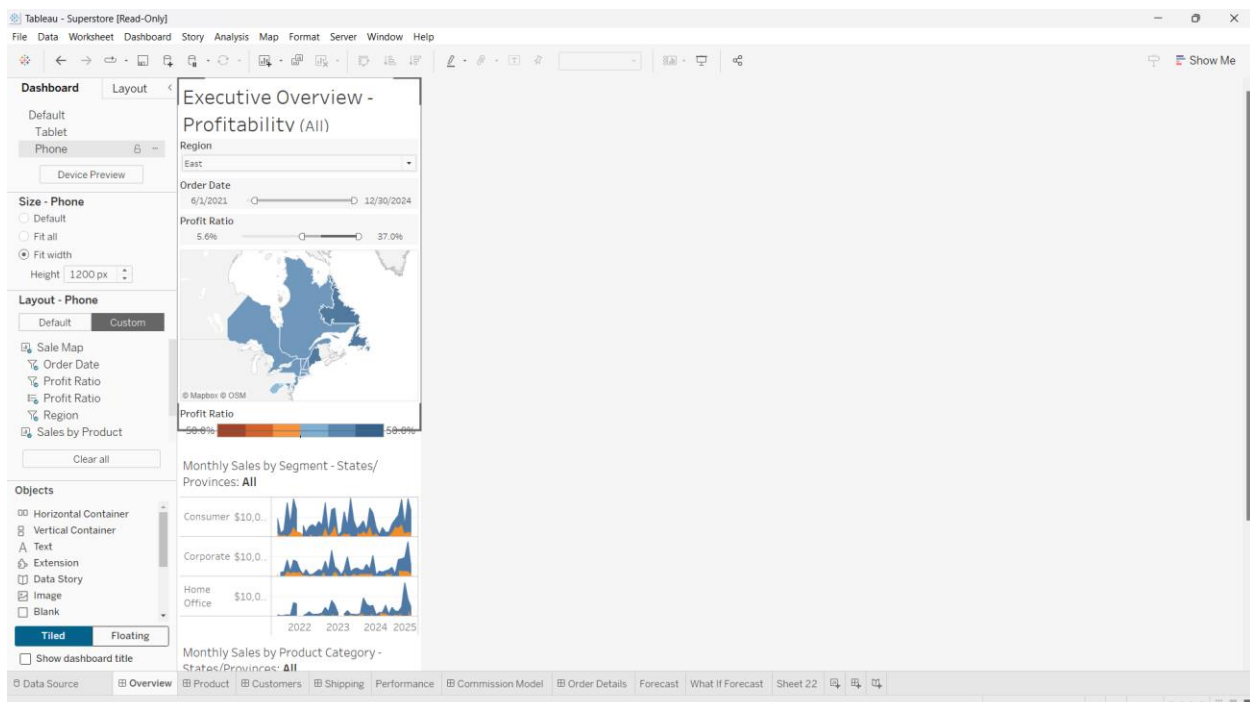 Tableau - Superstore [Read-Only]
File Data Worksheet Dashboard Story Analysis Map Format Server Window Help
Show Me
Dashboard Layout
Default
Tablet
Phone
Device Preview
Size - Phone
Default
Fit all
Fit width
Height 1200 px
Layout - Phone
Default Custom
Sale Map
Order Date
Profit Ratio
Profit Ratio
Region
Sales by Product
Clear all
Objects
Horizontal Container
Vertical Container
Text
Extension
Data Story
Image
Blank
Tiled Floating
Show dashboard title
Executive Overview -
Profitability (All)
Region
East
Order Date
6/1/2021 12/30/2024
Profit Ratio
5.6% 37.0%
© Mapbox © OSM
Profit Ratio
-50.0% 50.0%
Monthly Sales by Segment - States/
Provinces: All
Consumer $10,0...
Corporate $10,0...
Home
Office $10,0...
2022 2023 2024 2025
Monthly Sales by Product Category -
States/Provinces: All
Data Source Overview Product Customers Shipping Performance Commission Model Order Details Forecast What If Forecast Sheet 22